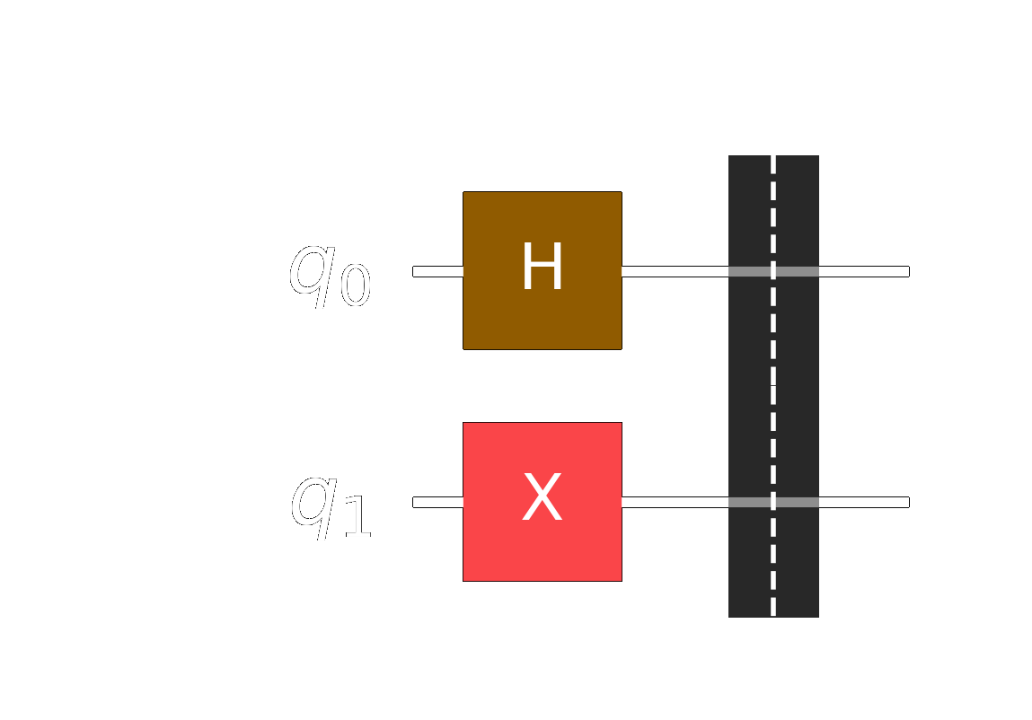 q₀ H
q₁ X